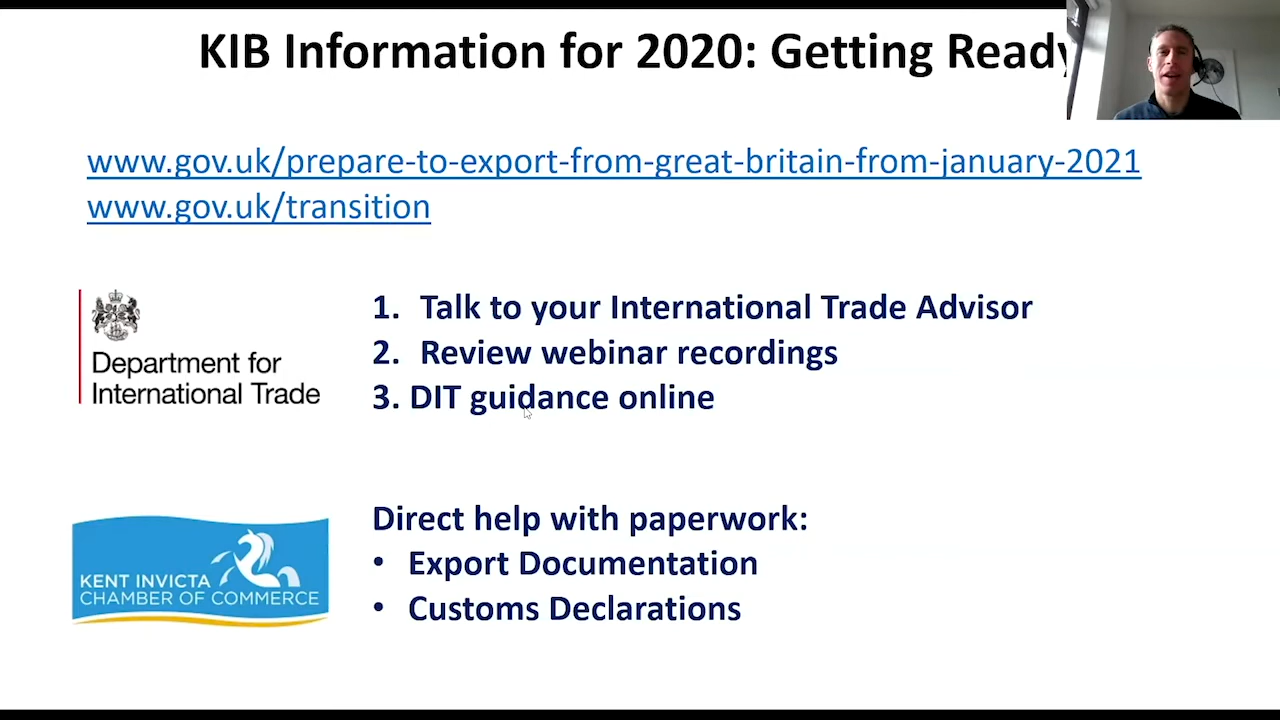 KIB Information for 2020: Getting Ready
www.gov.uk/prepare-to-export-from-great-britain-from-january-2021
www.gov.uk/transition
Department for
International Trade
1. Talk to your International Trade Advisor
2. Review webinar recordings
3. DIT guidance online
KENT INVICTA
CHAMBER OF COMMERCE
Direct help with paperwork:
• Export Documentation
• Customs Declarations